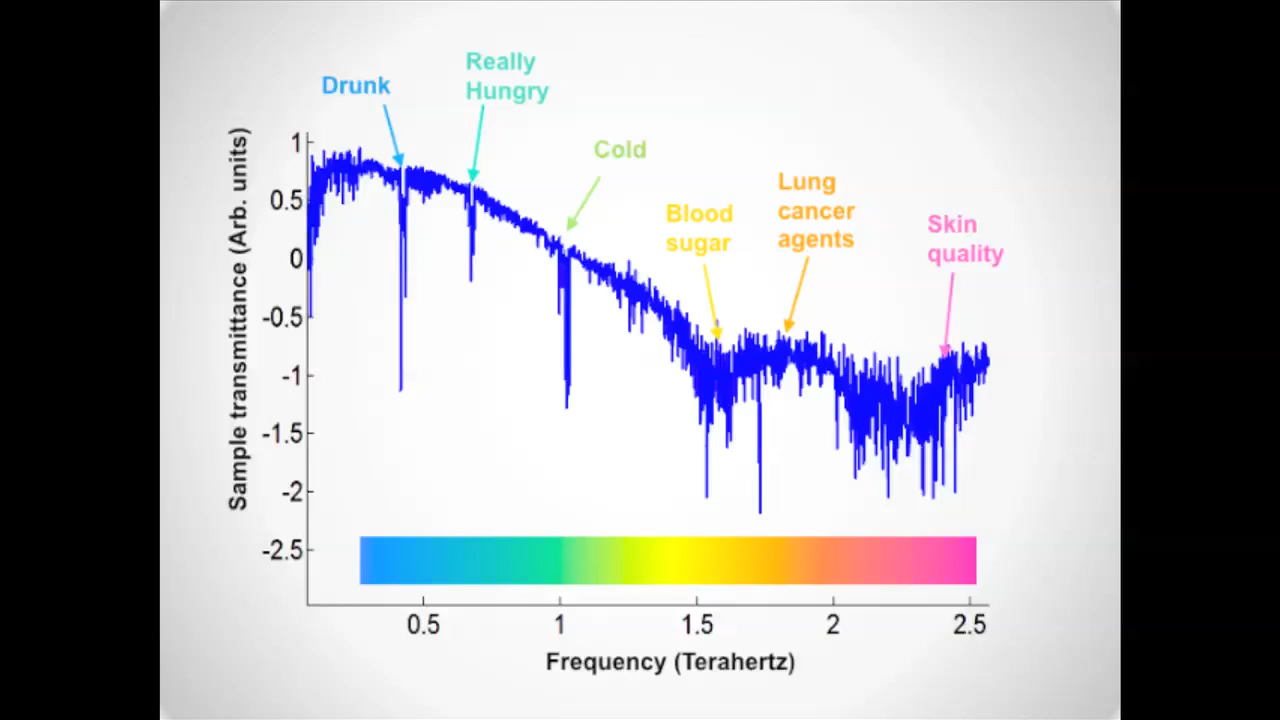 Drunk
Really
Hungry
Cold
Blood
sugar
Lung
cancer
agents
Skin
quality
Sample transmittance (Arb. units)
1
0.5
0
-0.5
-1
-1.5
-2
-2.5
0.5
1
1.5
2
2.5
Frequency (Terahertz)